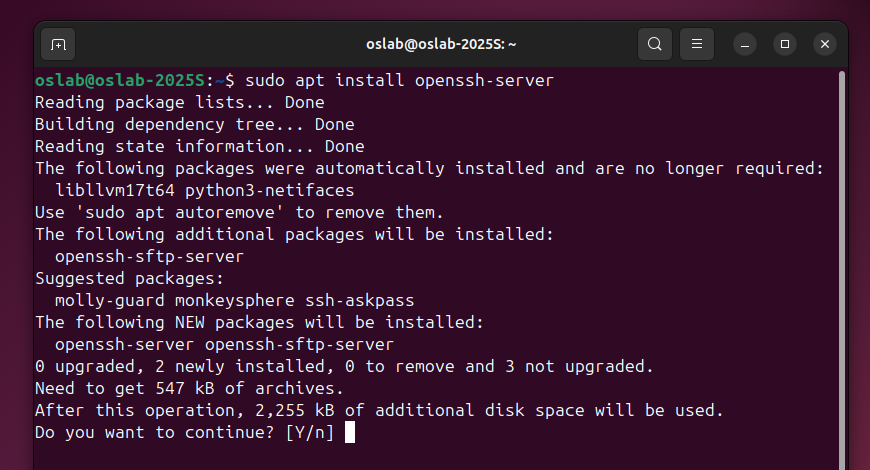 oslab@oslab-2025S: ~
oslab@oslab-2025S:~$ sudo apt install openssh-server
Reading package lists... Done
Building dependency tree... Done
Reading state information... Done
The following packages were automatically installed and are no longer required:
  libllvm17t64 python3-netifaces
Use 'sudo apt autoremove' to remove them.
The following additional packages will be installed:
  openssh-sftp-server
Suggested packages:
  molly-guard monkeysphere ssh-askpass
The following NEW packages will be installed:
  openssh-server openssh-sftp-server
0 upgraded, 2 newly installed, 0 to remove and 3 not upgraded.
Need to get 547 kB of archives.
After this operation, 2,255 kB of additional disk space will be used.
Do you want to continue? [Y/n]